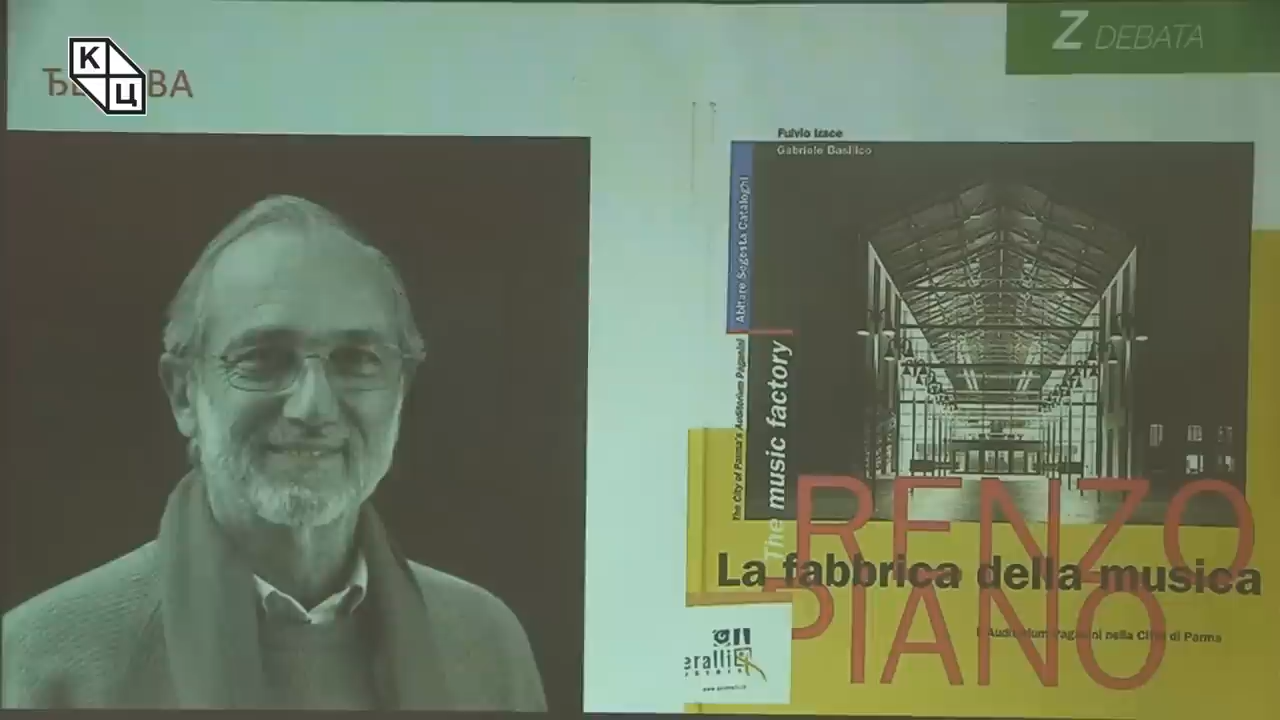 К
Ц
Z DEBATA
Fulvio Irace
Gabriele Basilico
Abitare Segesta Cataloghi
The City of Parma's Auditorium Paganini
The music factory
RENZO
La fabbrica della musica
PIANO
L'Auditorium Paganini nella Città di Parma